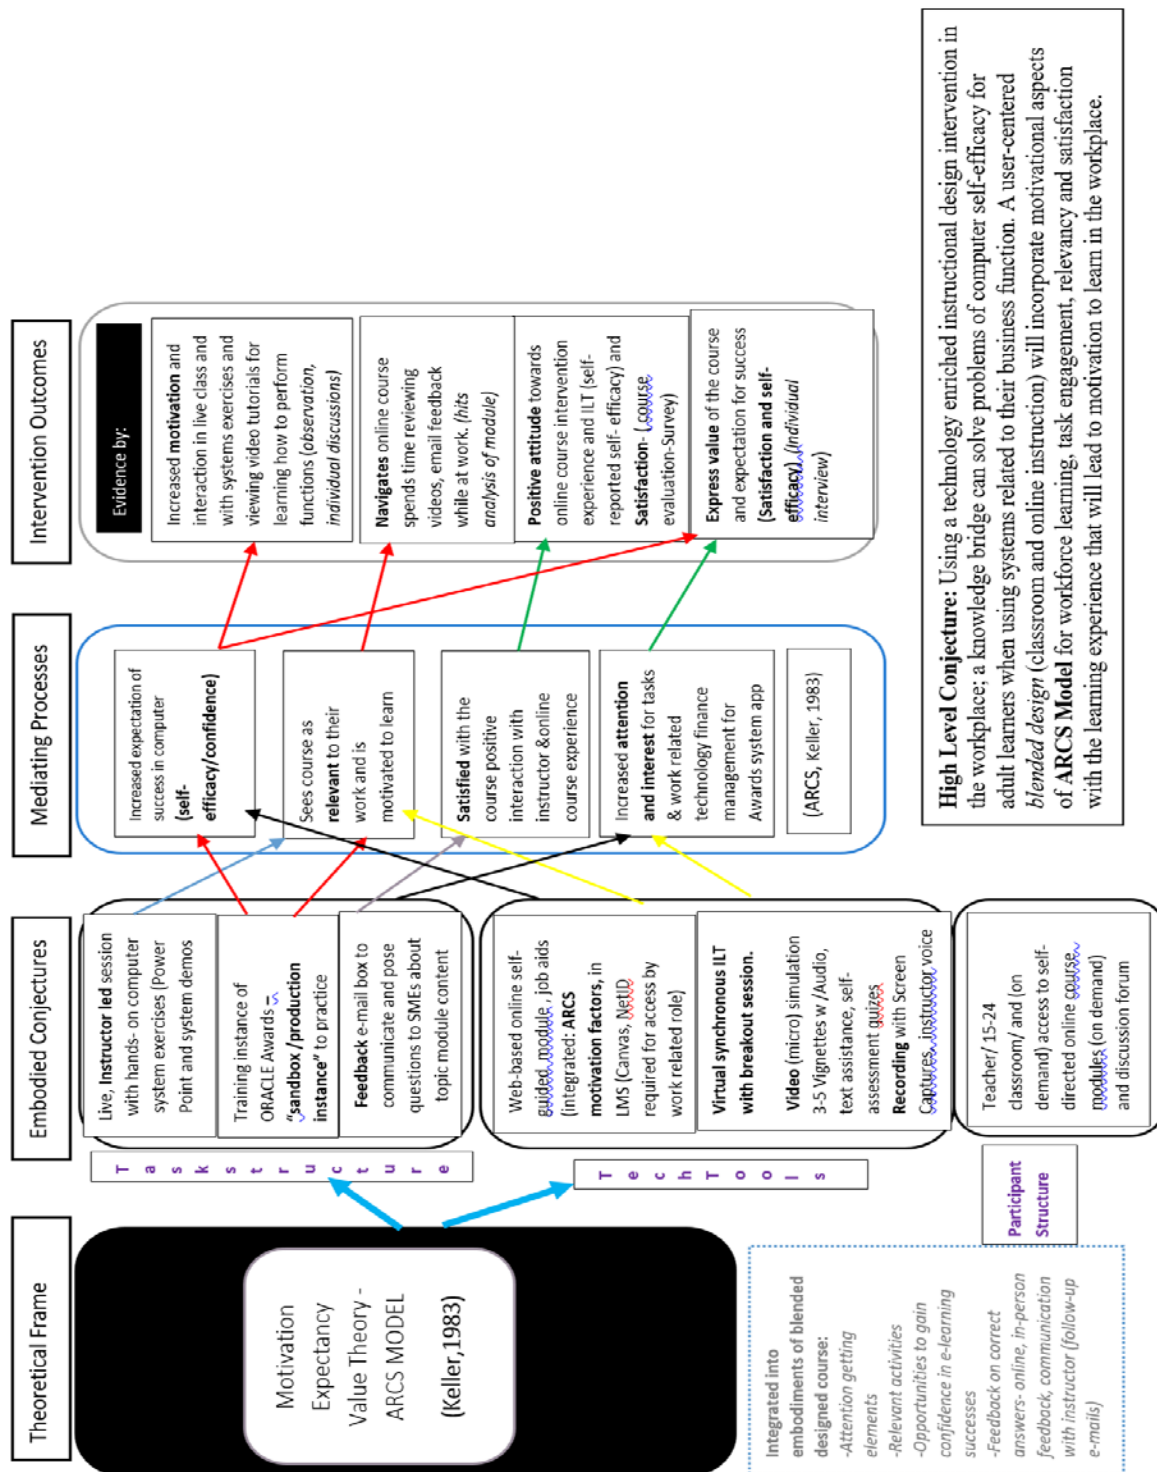 Theoretical Frame
Motivation
Expectancy
Value Theory -
ARCS MODEL
(Keller,1983)
Integrated into
embodiments of blended
designed course:
-Attention getting
elements
-Relevant activities
-Opportunities to gain
confidence in e-learning
successes
-Feedback on correct
answers- online, in-person
feedback, communication
with instructor (follow-up
e-mails)
Embodied Conjectures
Task structure
Live, Instructor led session
with hands- on computer
system exercises (Power
Point and system demos
Training instance of
ORACLE Awards –
"sandbox /production
instance" to practice
Feedback e-mail box to
communicate and pose
questions to SMEs about
topic module content
Tech Tools
Web-based online self-
guided module , job aids
(integrated: ARCS
motivation factors, in
LMS (Canvas, NetID
required for access by
work related role)
Virtual synchronous ILT
with breakout session.
Video (micro) simulation
3-5 Vignettes w /Audio,
text assistance, self-
assessment quizes
Recording with Screen
Captures, instructor voice
Participant
Structure
Teacher/ 15-24
classroom/ and (on
demand) access to self-
directed online course
modules (on demand)
and discussion forum
Mediating Processes
Increased expectation of
success in computer
(self-
efficacy/confidence)
Sees course as
relevant to their
work and is
motivated to learn
Satisfied with the
course positive
interaction with
instructor &online
course experience
Increased attention
and interest for tasks
& work related
technology finance
management for
Awards system app
(ARCS, Keller, 1983)
Intervention Outcomes
Evidence by:
Increased motivation and
interaction in live class and
with systems exercises and
viewing video tutorials for
learning how to perform
functions (observation,
individual discussions)
Navigates online course
spends time reviewing
videos, email feedback
while at work. (hits
analysis of module)
Positive attitude towards
online course intervention
experience and ILT (self-
reported self- efficacy) and
Satisfaction- ( course
evaluation-Survey)
Express value of the course
and expectation for success
(Satisfaction and self-
efficacy) (Individual
interview)
High Level Conjecture: Using a technology enriched instructional design intervention in
the workplace; a knowledge bridge can solve problems of computer self-efficacy for
adult learners when using systems related to their business function. A user-centered
blended design (classroom and online instruction) will incorporate motivational aspects
of ARCS Model for workforce learning, task engagement, relevancy and satisfaction
with the learning experience that will lead to motivation to learn in the workplace.